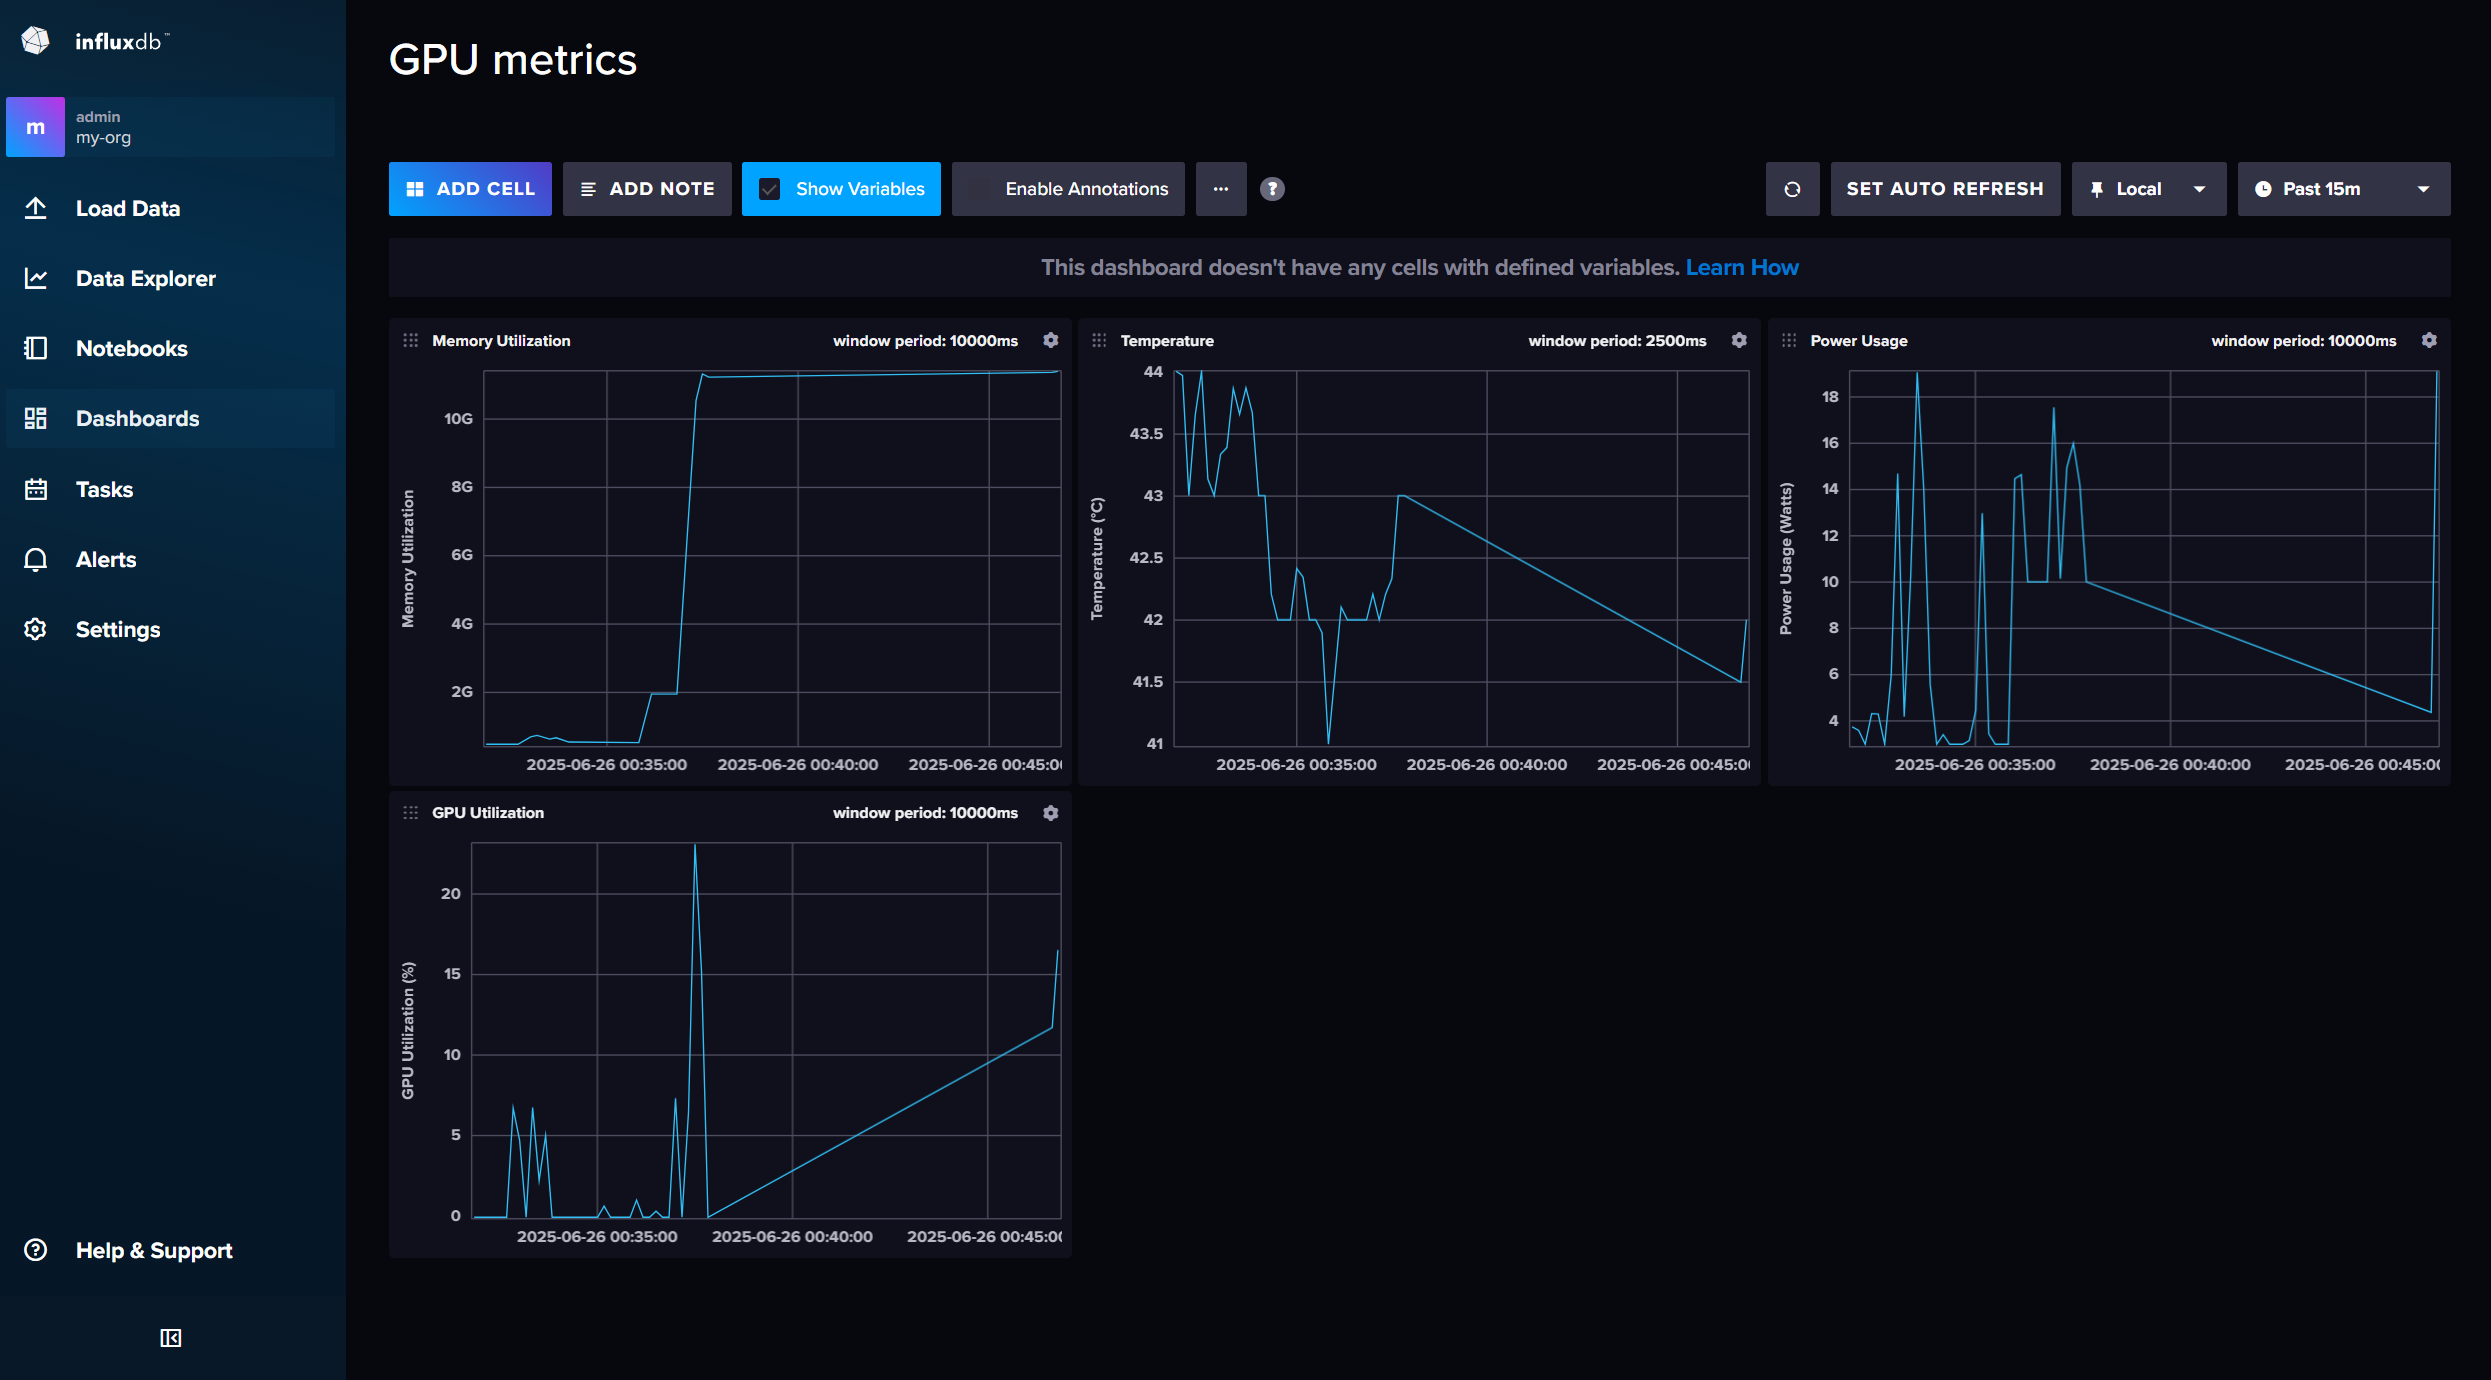 influxdb™
m
admin
my-org
Load Data
Data Explorer
Notebooks
Dashboards
Tasks
Alerts
Settings
Help & Support
GPU metrics
ADD CELL
ADD NOTE
Show Variables
Enable Annotations
...
?
SET AUTO REFRESH
Local
Past 15m
This dashboard doesn't have any cells with defined variables. Learn How
Memory Utilization
window period: 10000ms
Memory Utilization
10G
8G
6G
4G
2G
2025-06-26 00:35:00
2025-06-26 00:40:00
2025-06-26 00:45:00
Temperature
window period: 2500ms
Temperature (°C)
44
43.5
43
42.5
42
41.5
41
2025-06-26 00:35:00
2025-06-26 00:40:00
2025-06-26 00:45:00
Power Usage
window period: 10000ms
Power Usage (Watts)
18
16
14
12
10
8
6
4
2025-06-26 00:35:00
2025-06-26 00:40:00
2025-06-26 00:45:00
GPU Utilization
window period: 10000ms
GPU Utilization (%)
20
15
10
5
0
2025-06-26 00:35:00
2025-06-26 00:40:00
2025-06-26 00:45:00